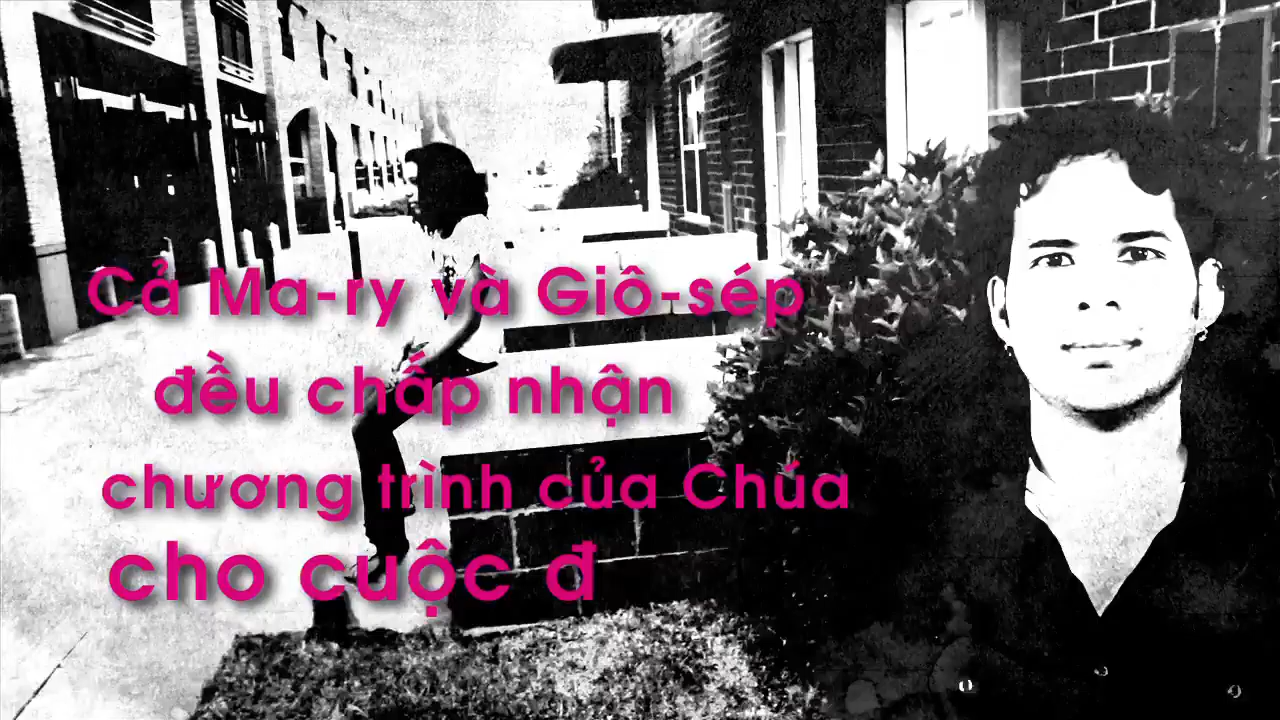 Cả Ma-ry và Giô-sép
đều chấp nhận
chương trình của Chúa
cho cuộc đ